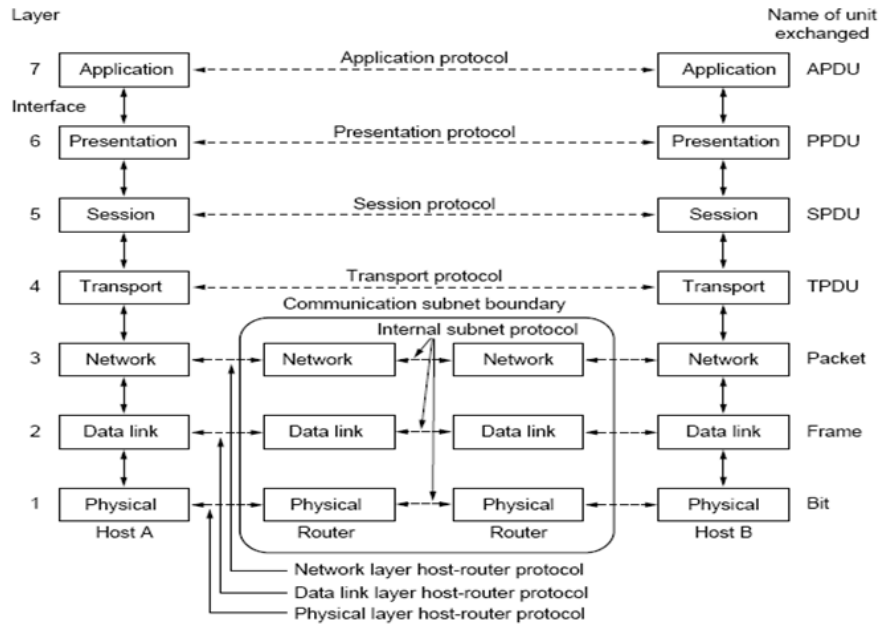 Layer
Name of unit
exchanged
Application protocol
7 Application Application APDU
Interface
Presentation protocol
6 Presentation Presentation PPDU
Session protocol
5 Session Session SPDU
Transport protocol
4 Transport Transport TPDU
Communication subnet boundary
Internal subnet protocol
3 Network Network Network Network Packet
2 Data link Data link Data link Data link Frame
1 Physical Physical Physical Physical Bit
Host A Router Router Host B
Network layer host-router protocol
Data link layer host-router protocol
Physical layer host-router protocol